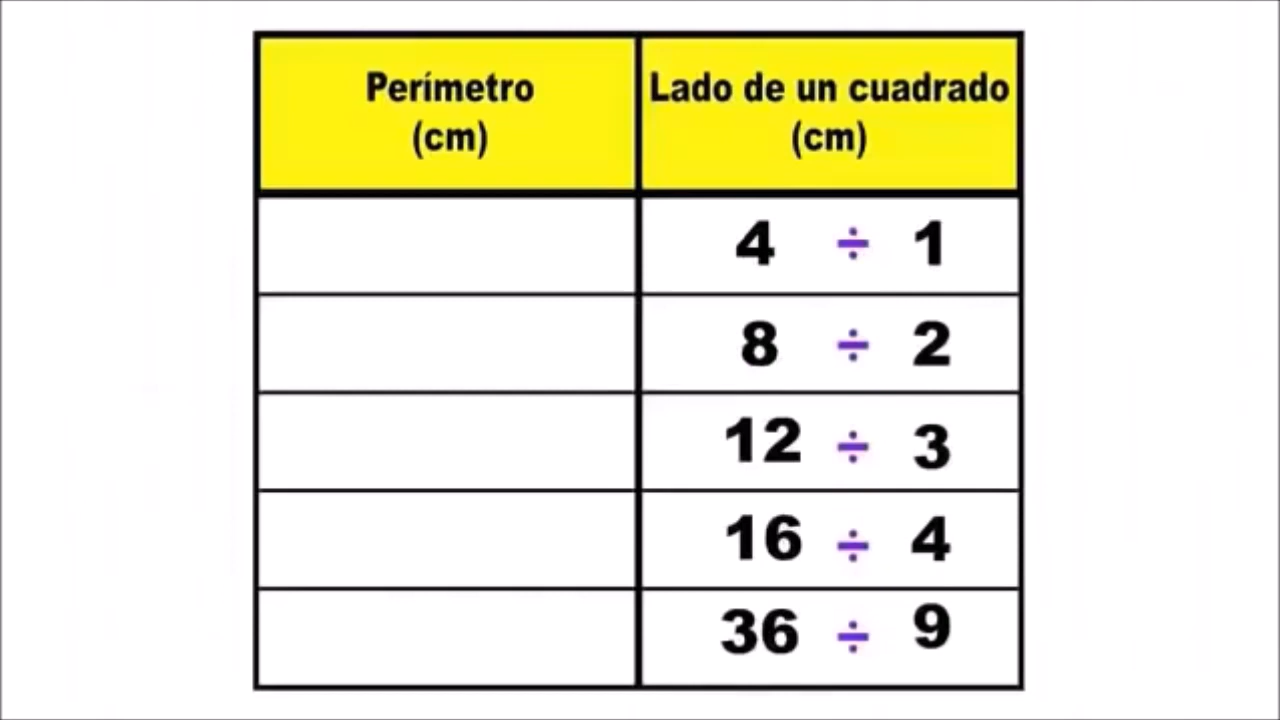 Perímetro Lado de un cuadrado
(cm) (cm)
4 ÷ 1
8 ÷ 2
12 ÷ 3
16 ÷ 4
36 ÷ 9